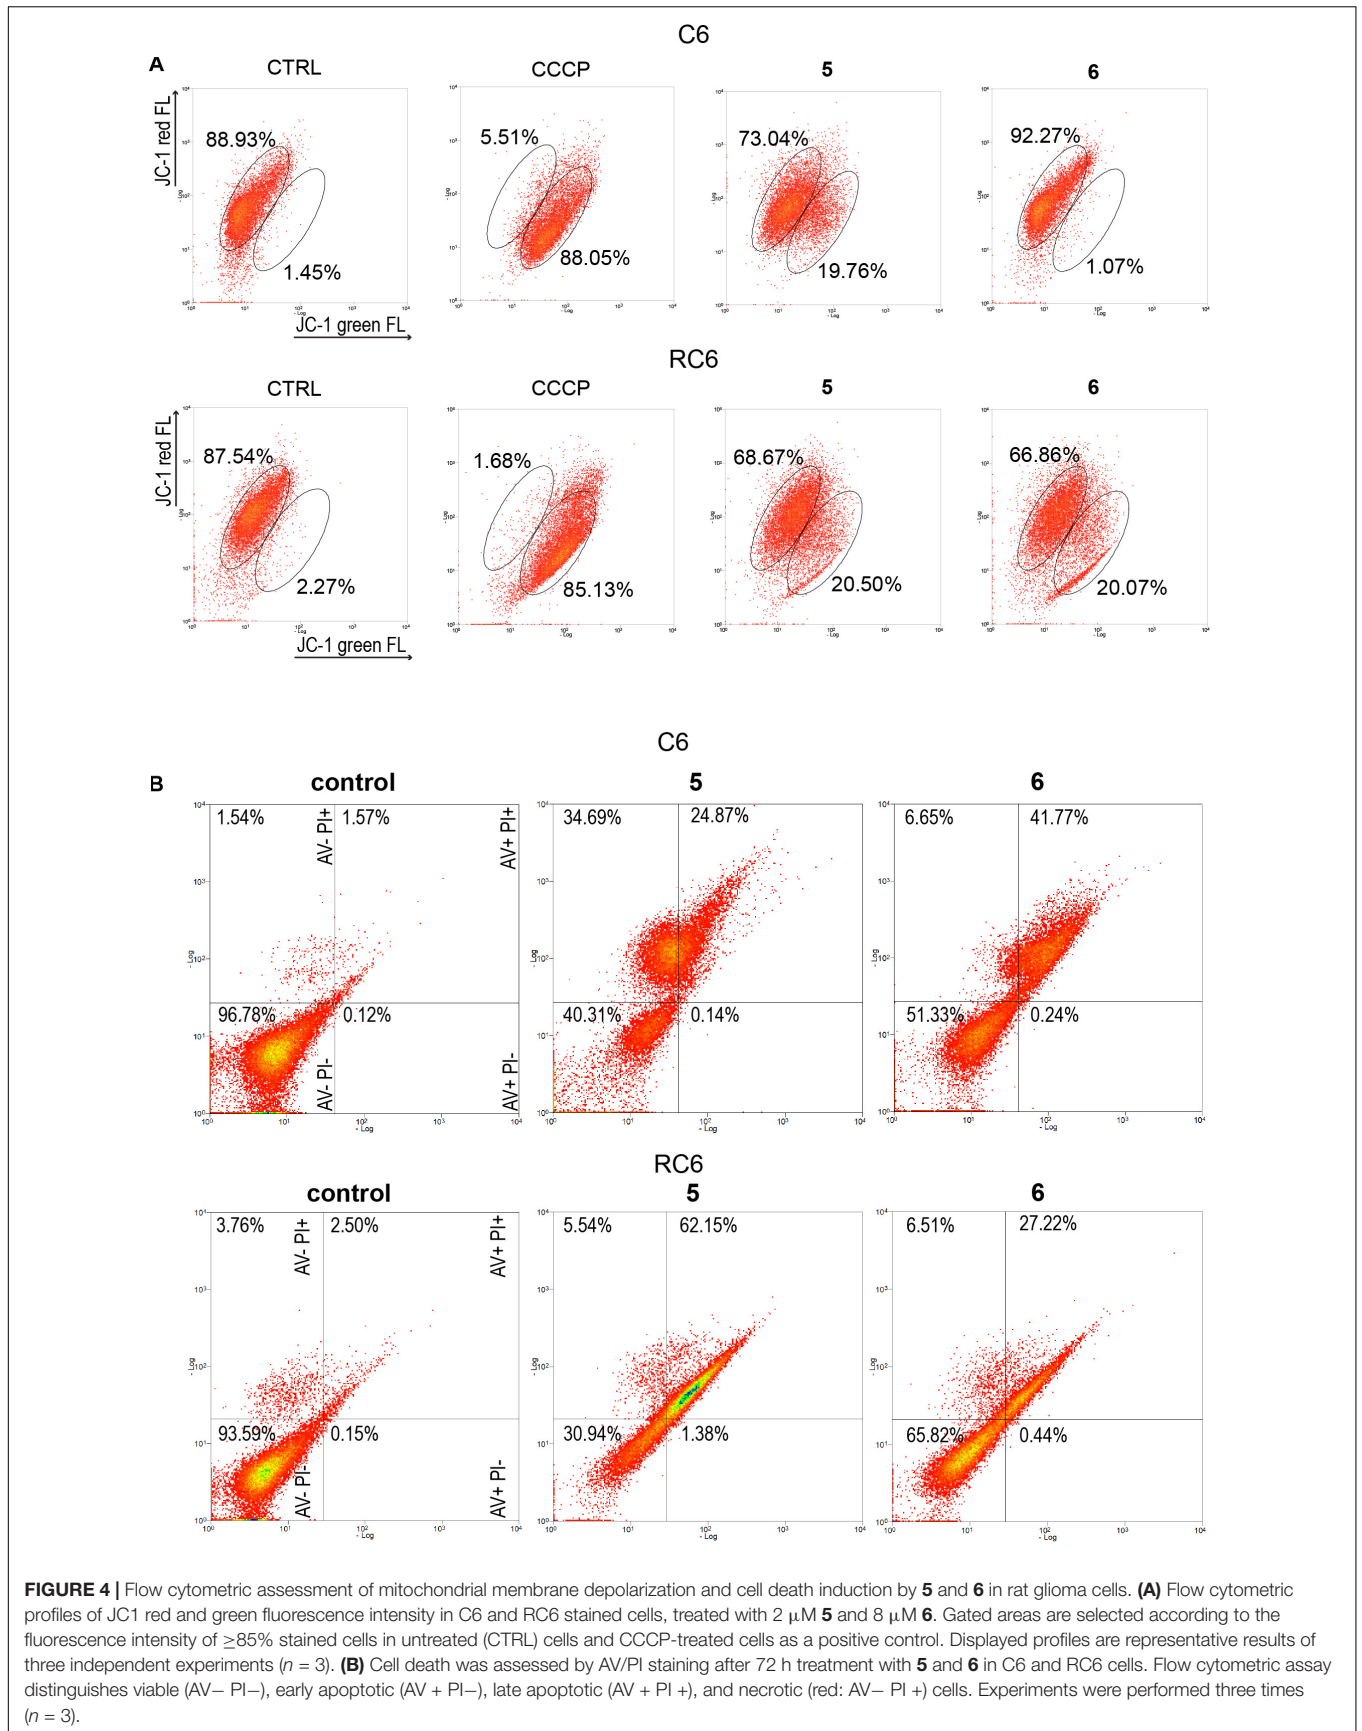 C6
A
CTRL
CCCP
5
6
JC-1 red FL
88.93%
1.45%
5.51%
88.05%
73.04%
19.76%
92.27%
1.07%
JC-1 green FL
RC6
CTRL
CCCP
5
6
JC-1 red FL
87.54%
2.27%
1.68%
85.13%
68.67%
20.50%
66.86%
20.07%
JC-1 green FL
C6
B
control
5
6
1.54%
AV- PI+
1.57%
AV+ PI+
96.78%
AV- PI-
0.12%
AV+ PI-
34.69%
24.87%
40.31%
0.14%
6.65%
41.77%
51.33%
0.24%
RC6
control
5
6
3.76%
AV- PI+
2.50%
AV+ PI+
93.59%
AV- PI-
0.15%
AV+ PI-
5.54%
62.15%
30.94%
1.38%
6.51%
27.22%
65.82%
0.44%
FIGURE 4 | Flow cytometric assessment of mitochondrial membrane depolarization and cell death induction by 5 and 6 in rat glioma cells. (A) Flow cytometric
profiles of JC1 red and green fluorescence intensity in C6 and RC6 stained cells, treated with 2 μM 5 and 8 μM 6. Gated areas are selected according to the
fluorescence intensity of ≥85% stained cells in untreated (CTRL) cells and CCCP-treated cells as a positive control. Displayed profiles are representative results of
three independent experiments (n = 3). (B) Cell death was assessed by AV/PI staining after 72 h treatment with 5 and 6 in C6 and RC6 cells. Flow cytometric assay
distinguishes viable (AV− PI−), early apoptotic (AV + PI−), late apoptotic (AV + PI +), and necrotic (red: AV− PI +) cells. Experiments were performed three times
(n = 3).